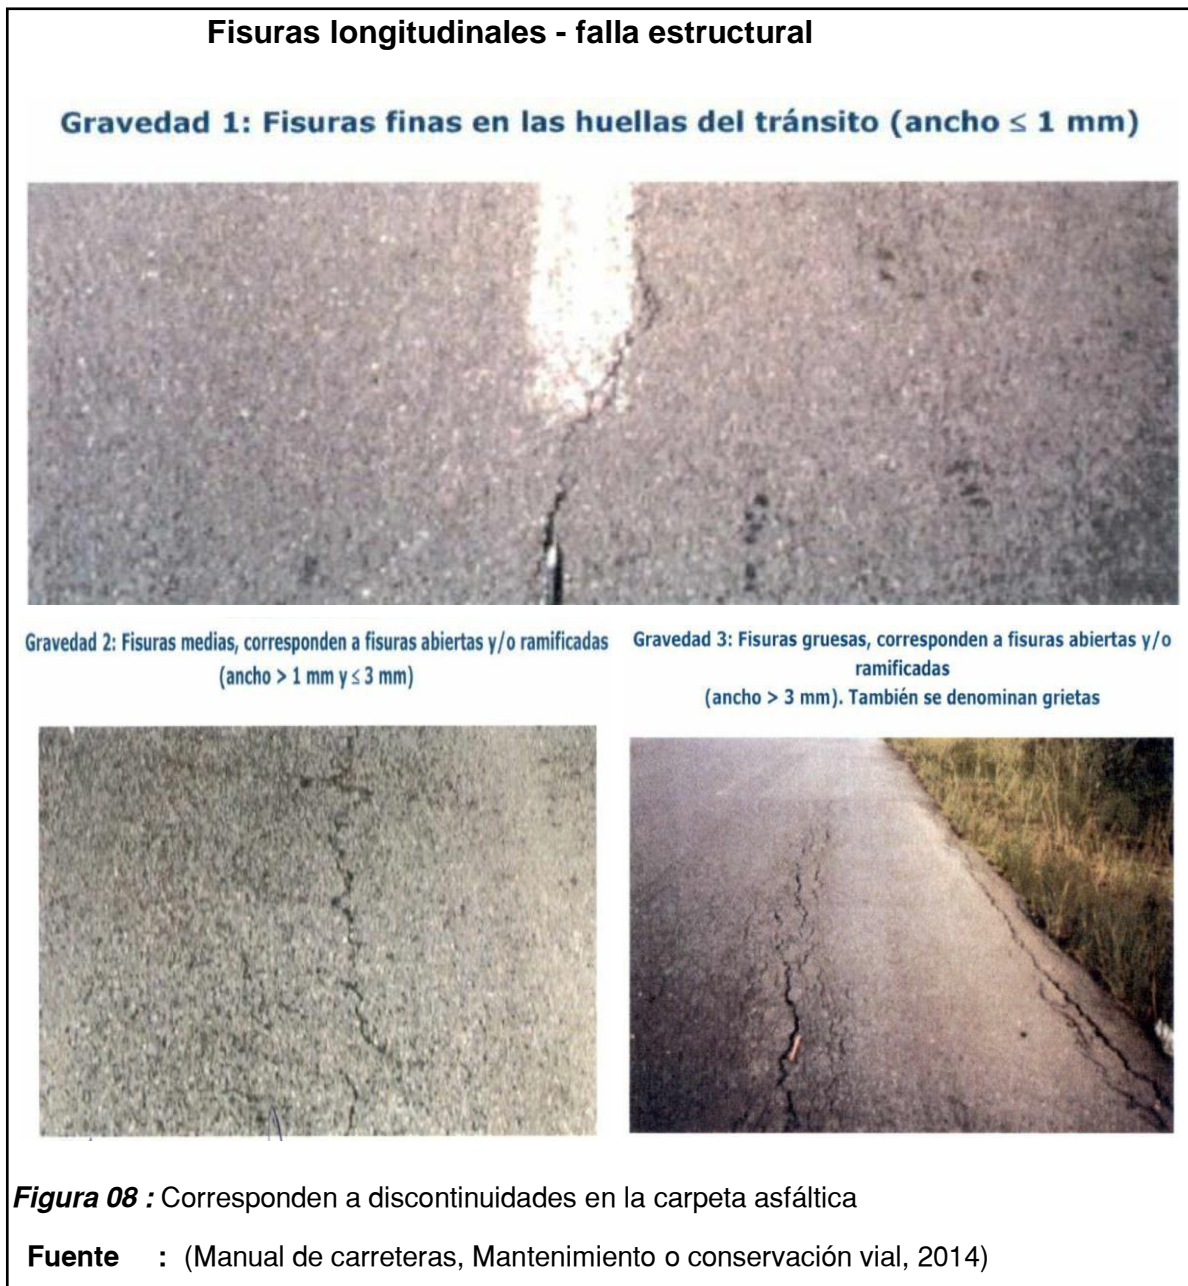 Fisuras longitudinales - falla estructural
Gravedad 1: Fisuras finas en las huellas del tránsito (ancho ≤ 1 mm)
Gravedad 2: Fisuras medias, corresponden a fisuras abiertas y/o ramificadas
(ancho > 1 mm y ≤ 3 mm)
Gravedad 3: Fisuras gruesas, corresponden a fisuras abiertas y/o
ramificadas
(ancho > 3 mm). También se denominan grietas
Figura 08 : Corresponden a discontinuidades en la carpeta asfáltica
Fuente : (Manual de carreteras, Mantenimiento o conservación vial, 2014)